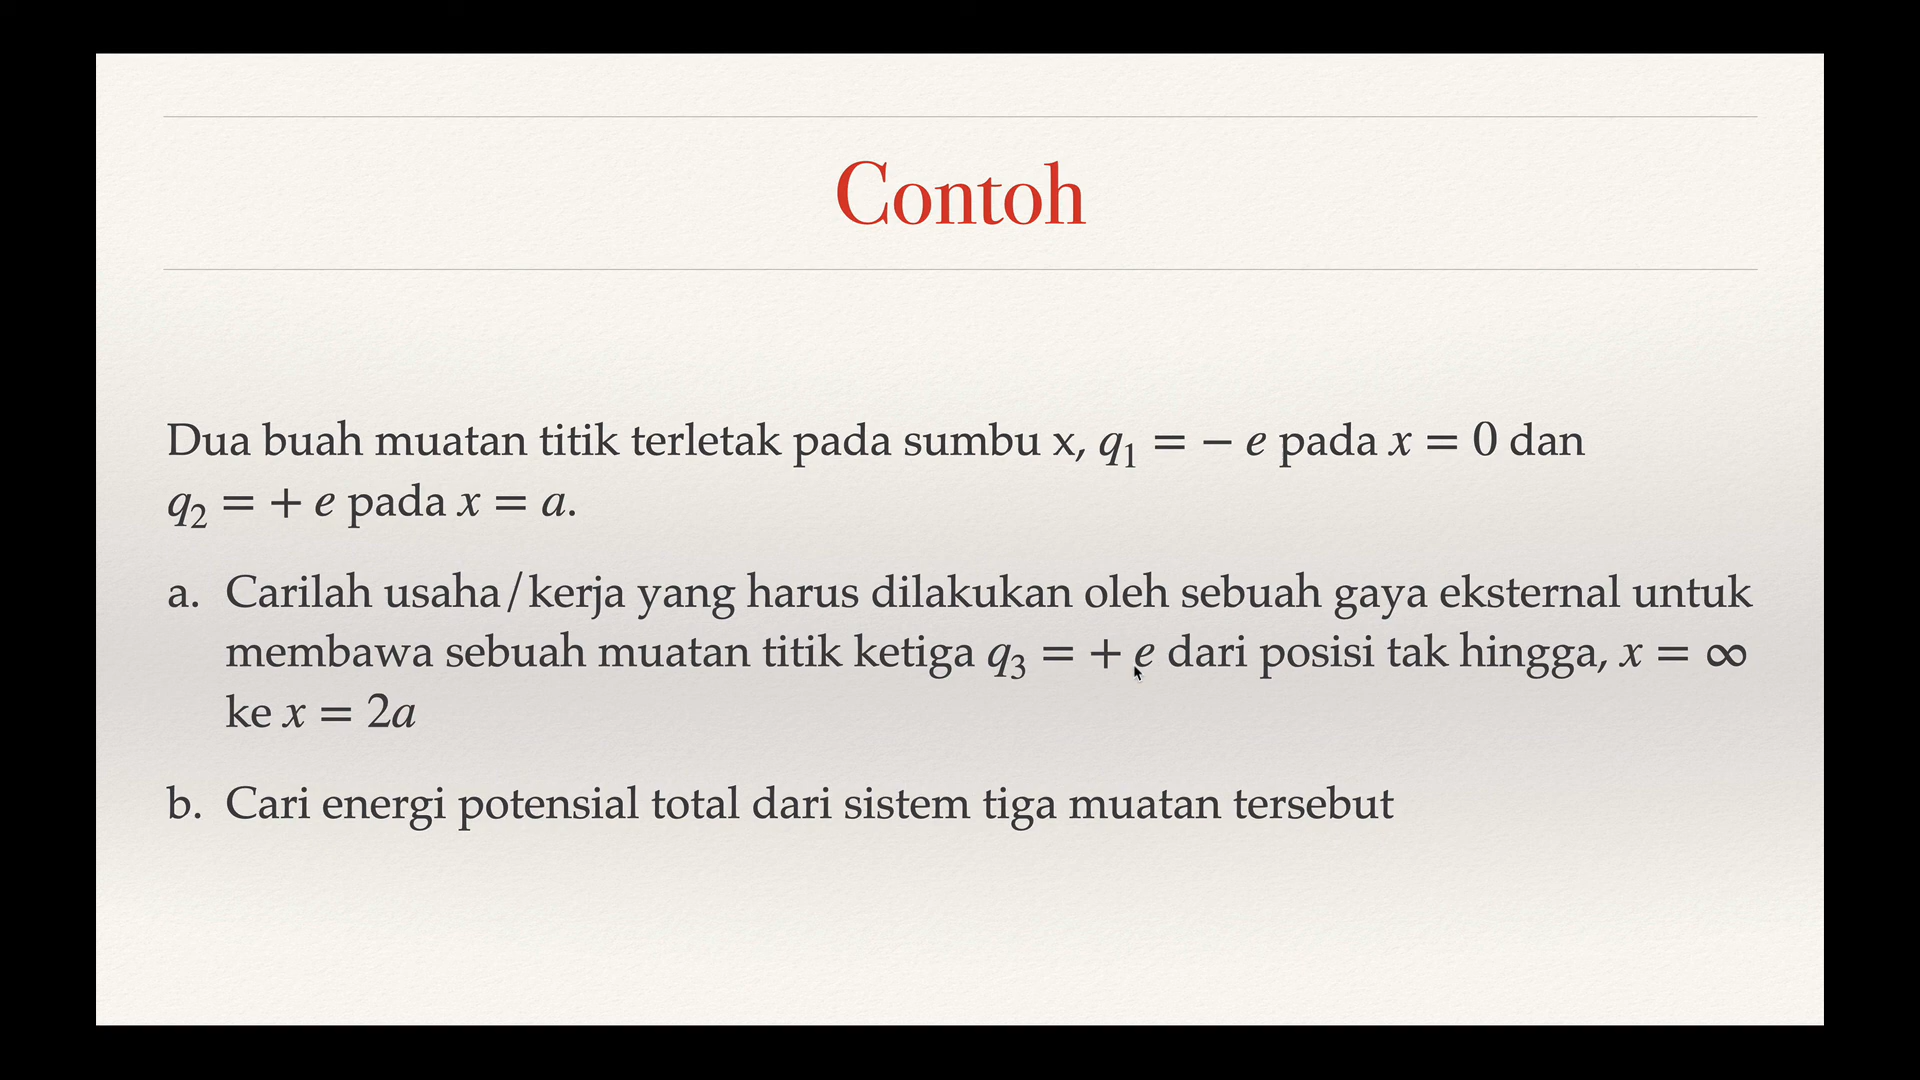 Contoh
Dua buah muatan titik terletak pada sumbu x, q₁ = − e pada x = 0 dan
q₂ = + e pada x = a.
a. Carilah usaha/kerja yang harus dilakukan oleh sebuah gaya eksternal untuk
membawa sebuah muatan titik ketiga q₃ = + e dari posisi tak hingga, x = ∞
ke x = 2a
b. Cari energi potensial total dari sistem tiga muatan tersebut